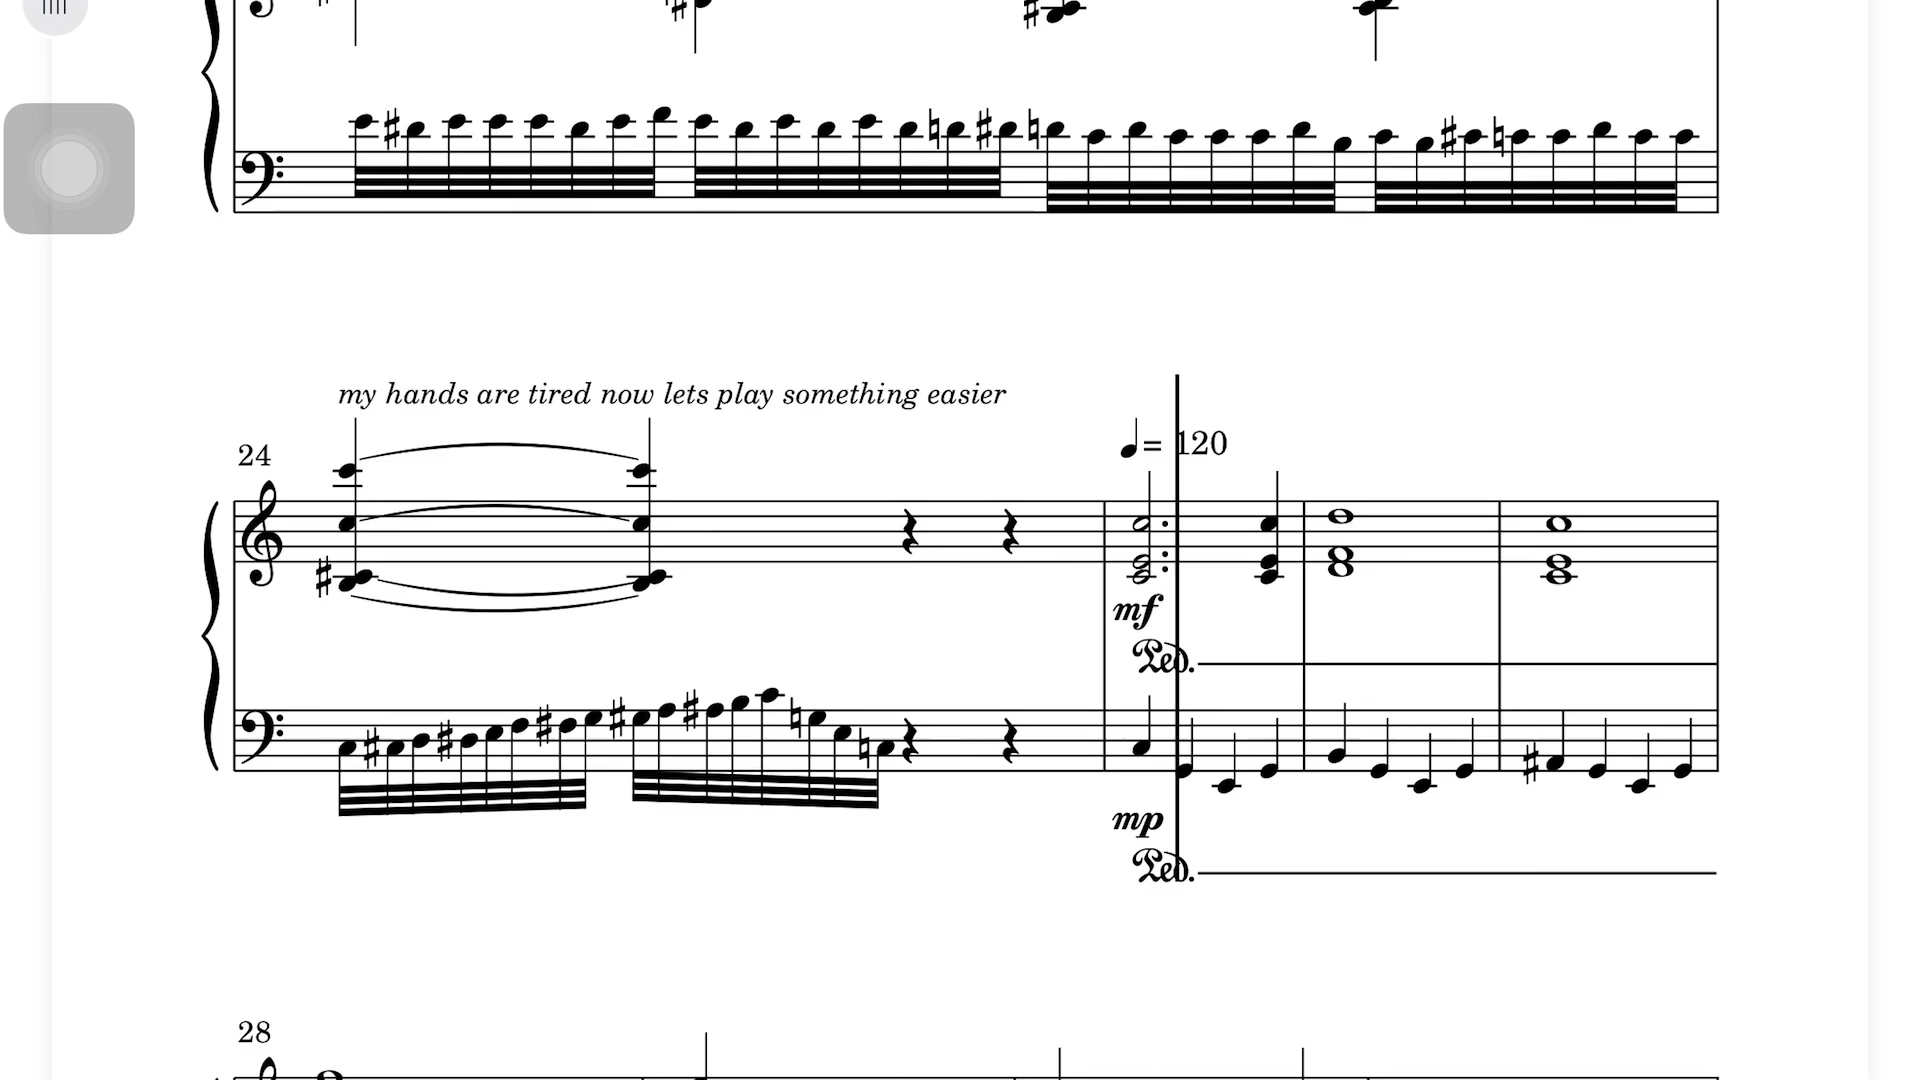 my hands are tired now lets play something easier
24
= 120
mf
Ped.
mp
Ped.
28